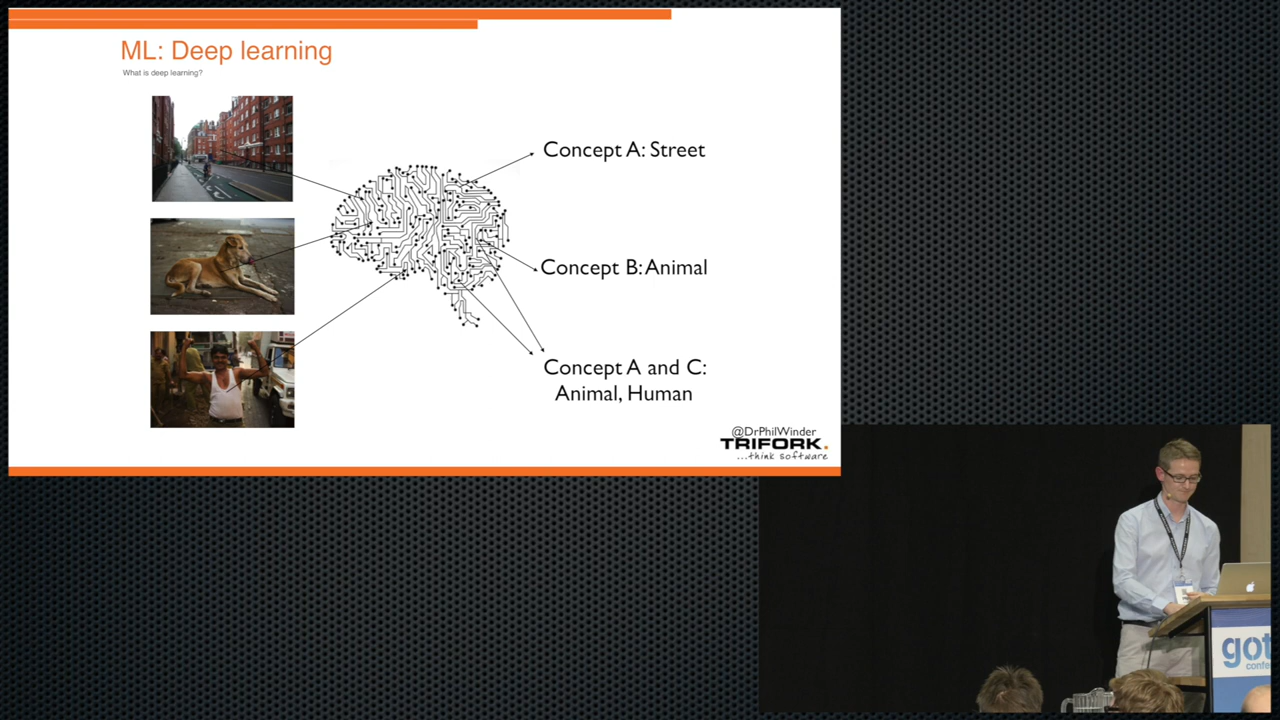 ML: Deep learning
What is deep learning?
Concept A: Street
Concept B: Animal
Concept A and C:
Animal, Human
@DrPhilWinder
TRIFORK.
...think software
got
confe